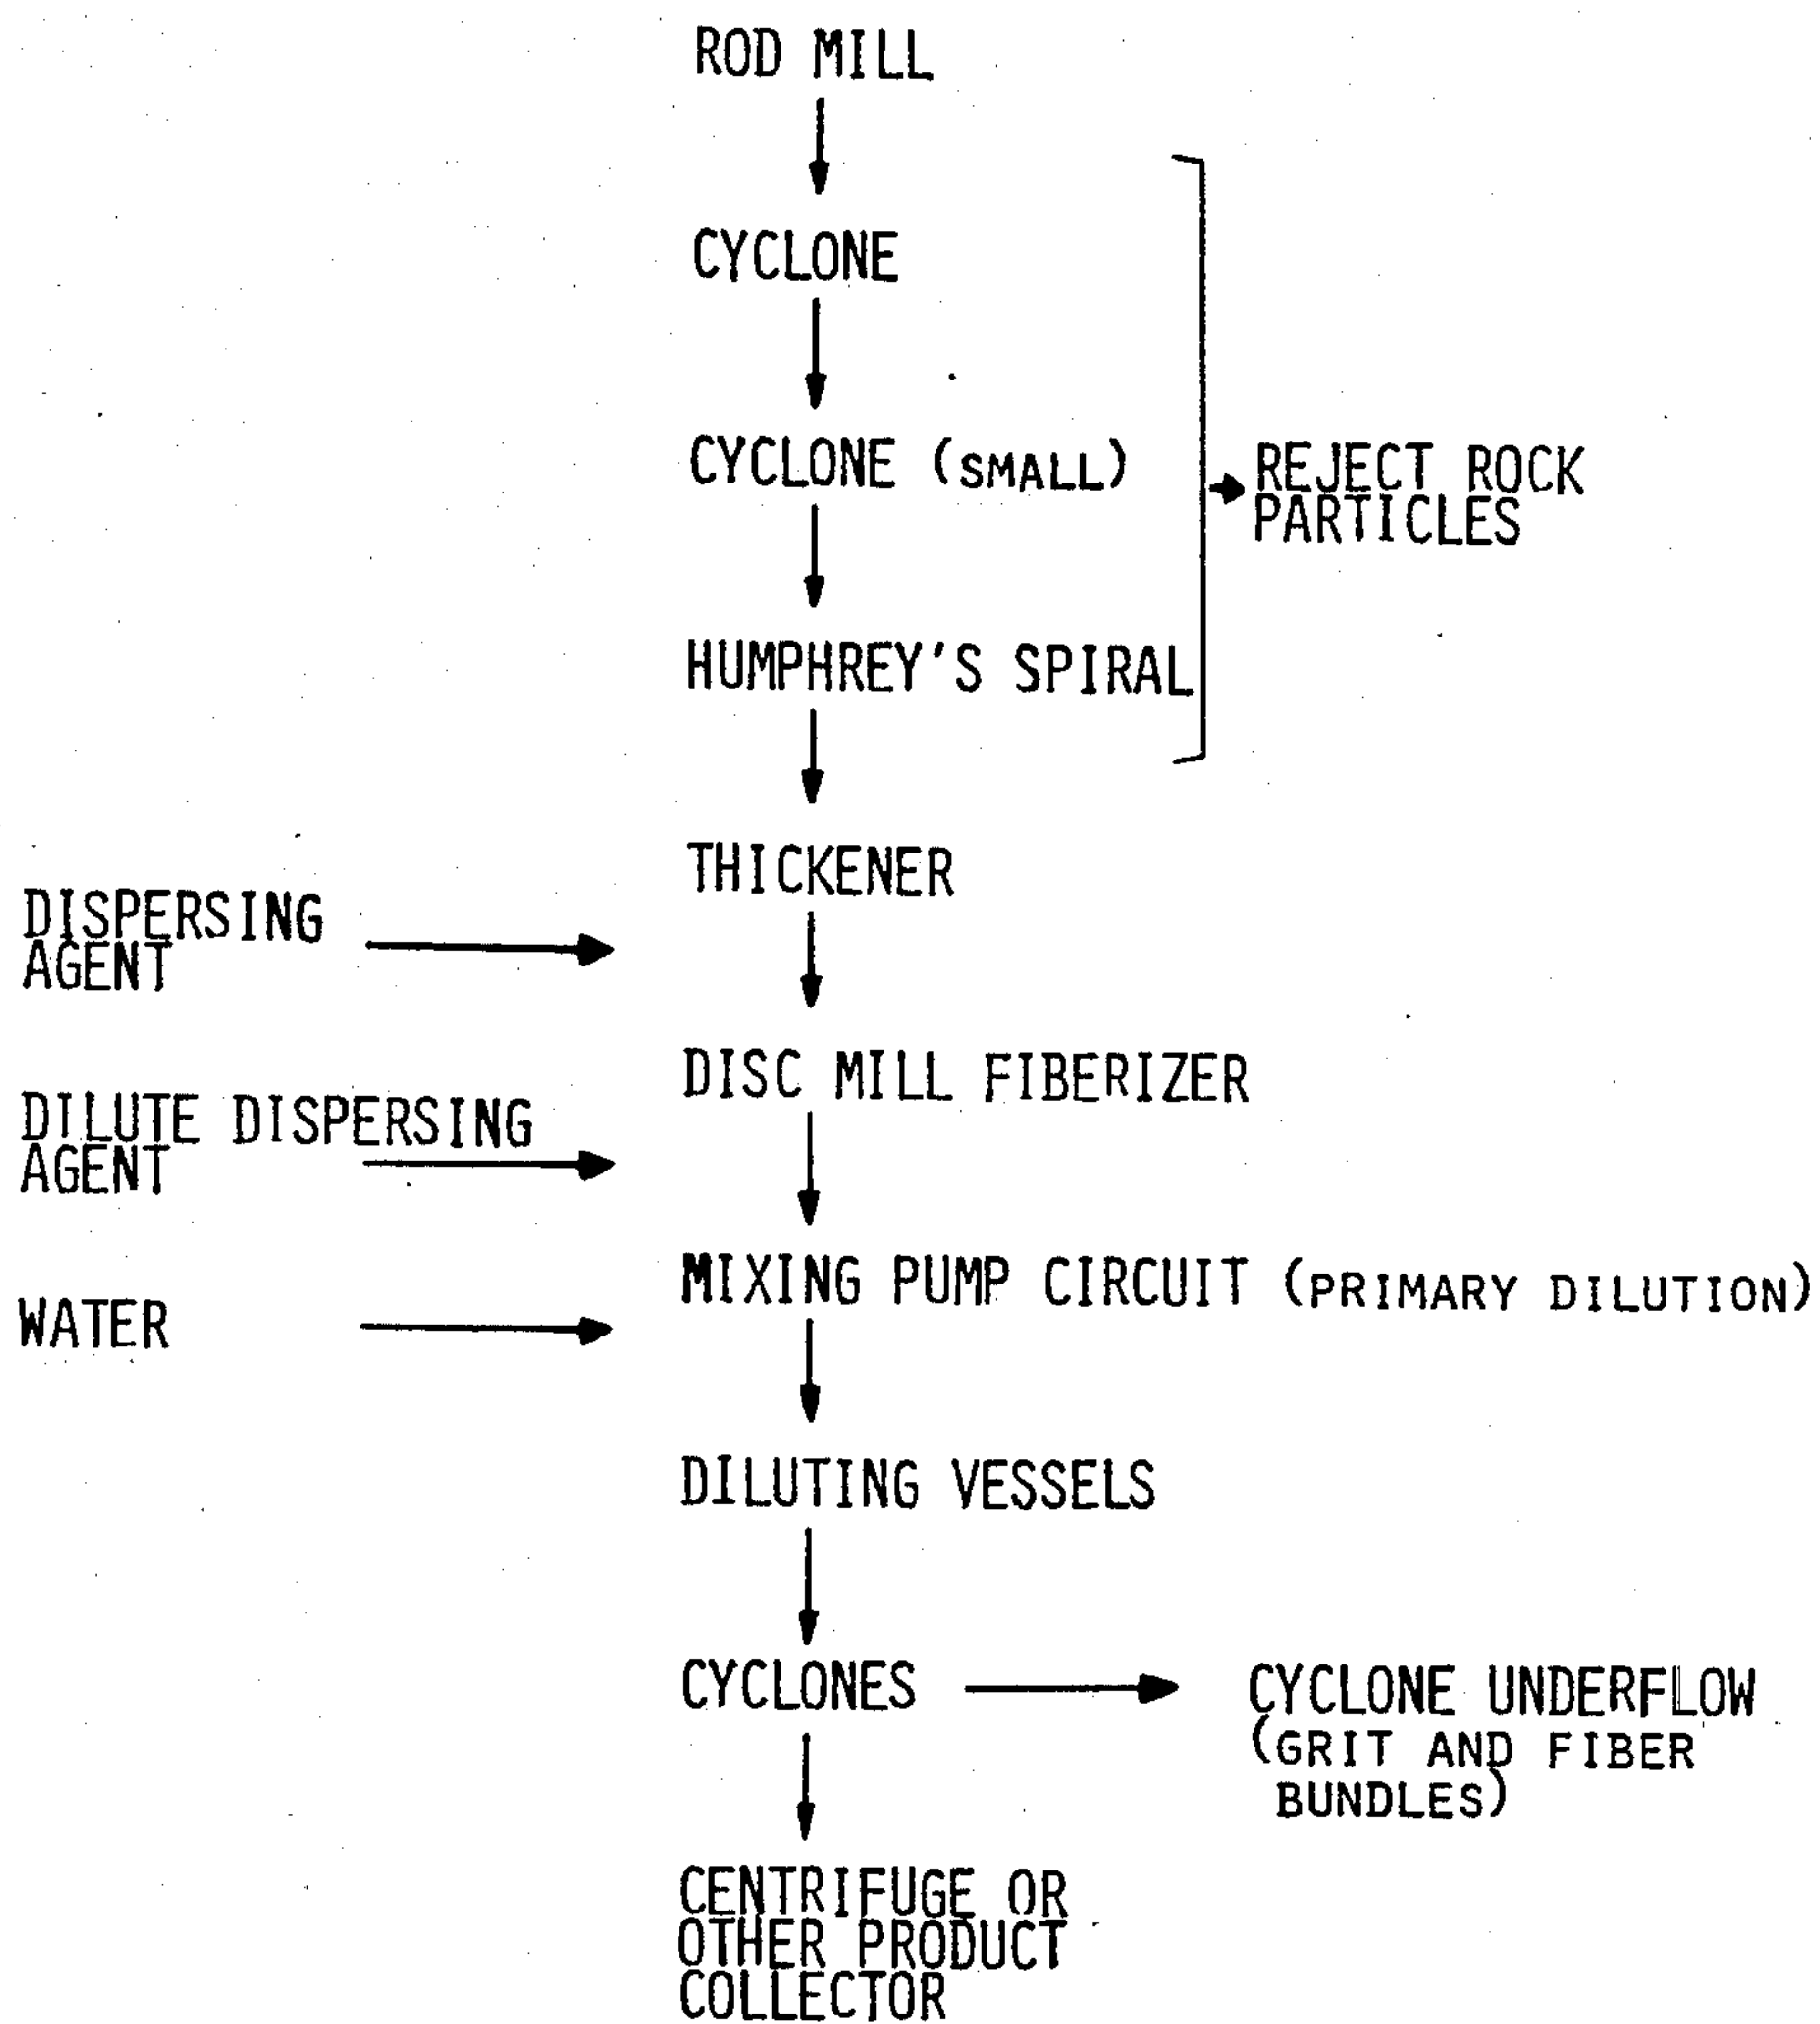 ROD MILL
CYCLONE
CYCLONE (SMALL)
REJECT ROCK
PARTICLES
HUMPHREY'S SPIRAL
THICKENER
DISPERSING
AGENT
DISC MILL FIBERIZER
DILUTE DISPERSING
AGENT
MIXING PUMP CIRCUIT (PRIMARY DILUTION)
WATER
DILUTING VESSELS
CYCLONES
CYCLONE UNDERFLOW
(GRIT AND FIBER
BUNDLES)
CENTRIFUGE OR
OTHER PRODUCT
COLLECTOR